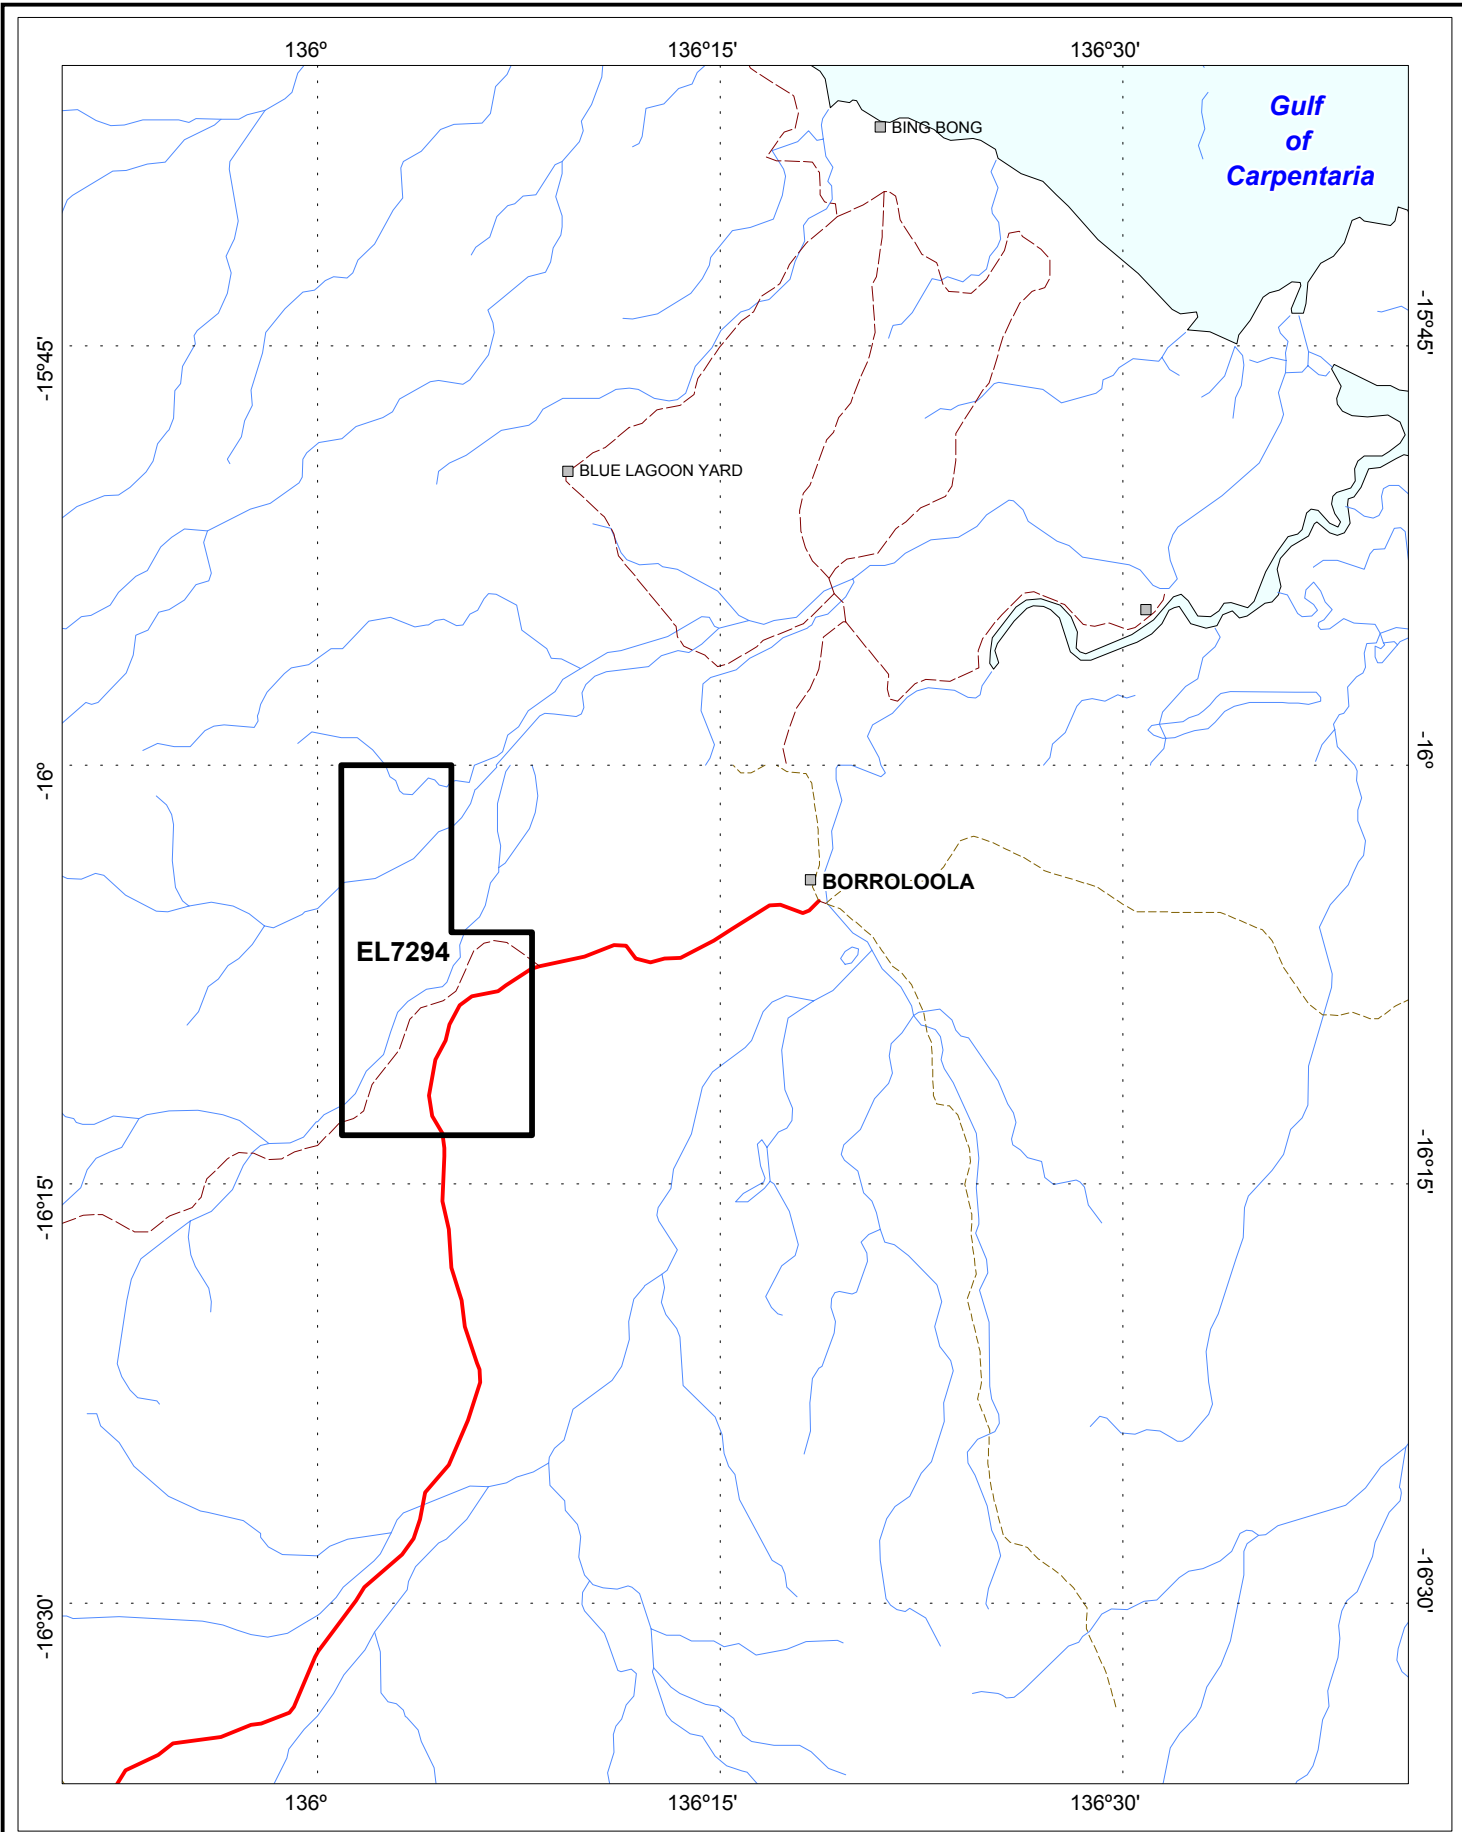 136º
136º15'
136º30'
Gulf
of
Carpentaria
BING BONG
-15º45'
-15º45'
BLUE LAGOON YARD
-16º
-16º
BORROLOOLA
EL7294
-16º15'
-16º15'
-16º30'
-16º30'
136º
136º15'
136º30'